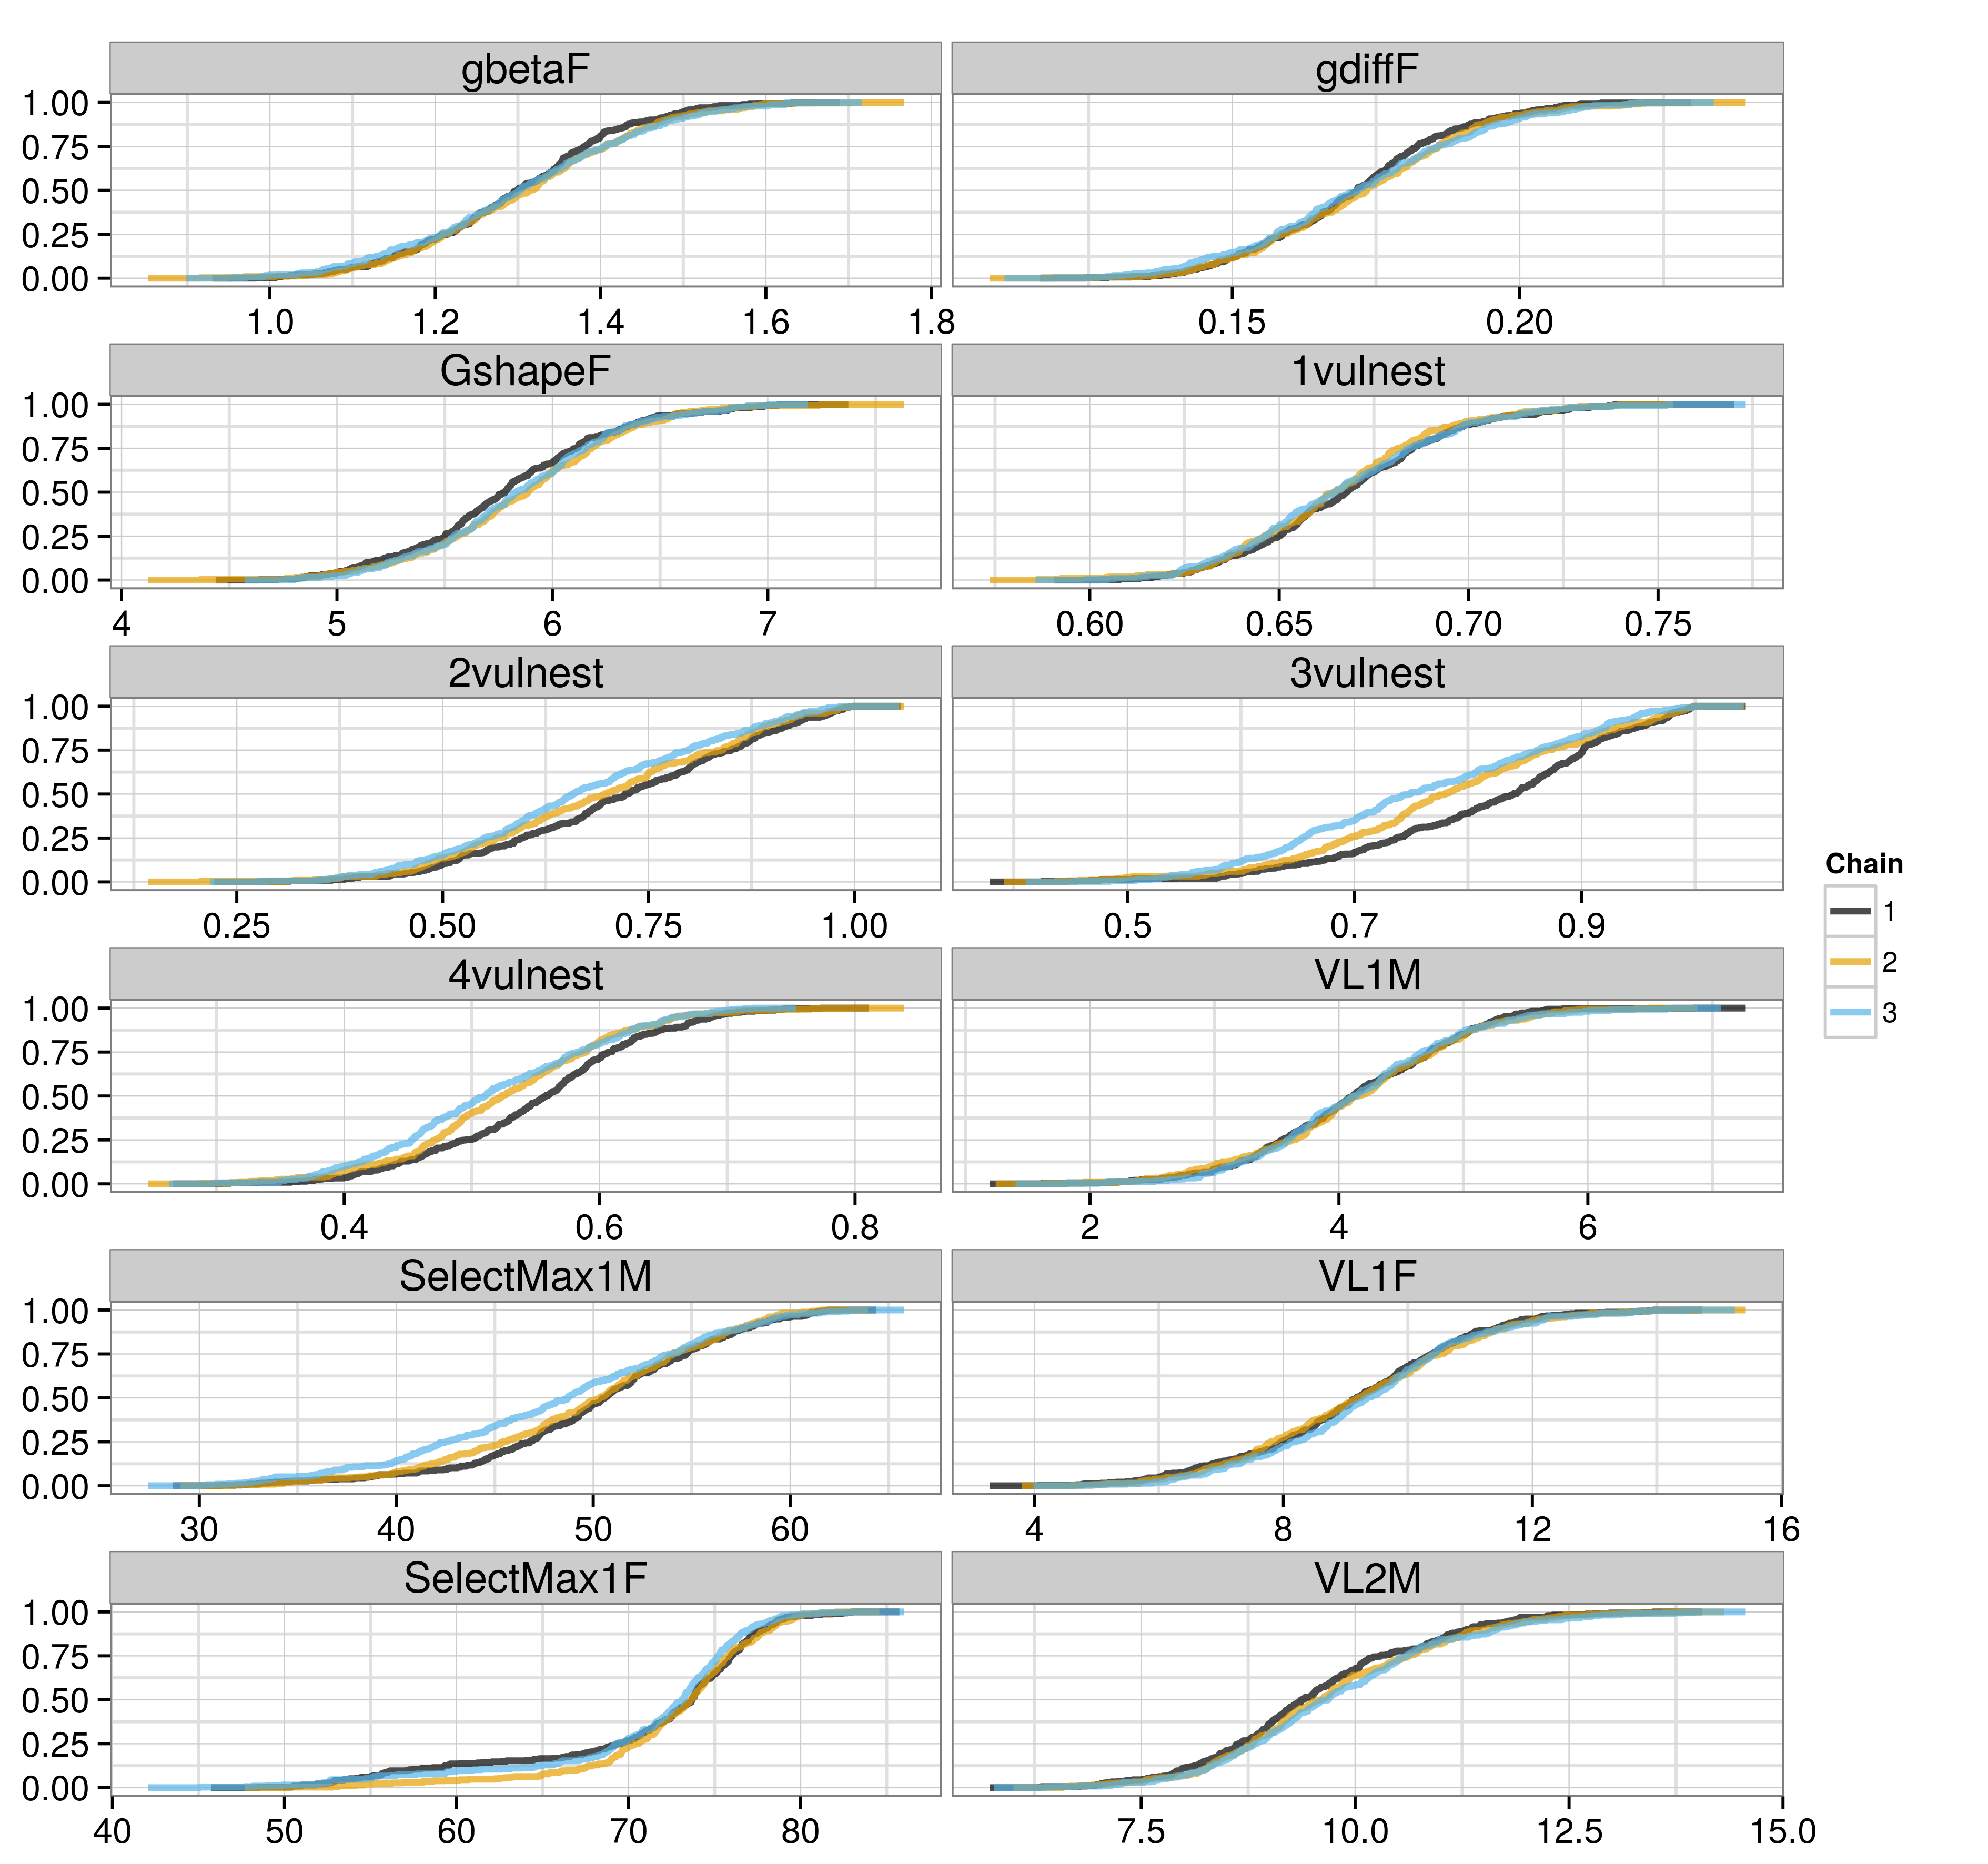 gbetaF gdiffF
1.00
0.75
0.50
0.25
0.00
1.0 1.2 1.4 1.6 1.8 0.15 0.20
GshapeF 1vulnest
1.00
0.75
0.50
0.25
0.00
4 5 6 7 0.60 0.65 0.70 0.75
2vulnest 3vulnest
1.00
0.75
0.50
0.25
0.00
0.25 0.50 0.75 1.00 0.5 0.7 0.9
4vulnest VL1M
1.00
0.75
0.50
0.25
0.00
0.4 0.6 0.8 2 4 6
SelectMax1M VL1F
1.00
0.75
0.50
0.25
0.00
30 40 50 60 4 8 12 16
SelectMax1F VL2M
1.00
0.75
0.50
0.25
0.00
40 50 60 70 80 7.5 10.0 12.5 15.0
Chain
1
2
3